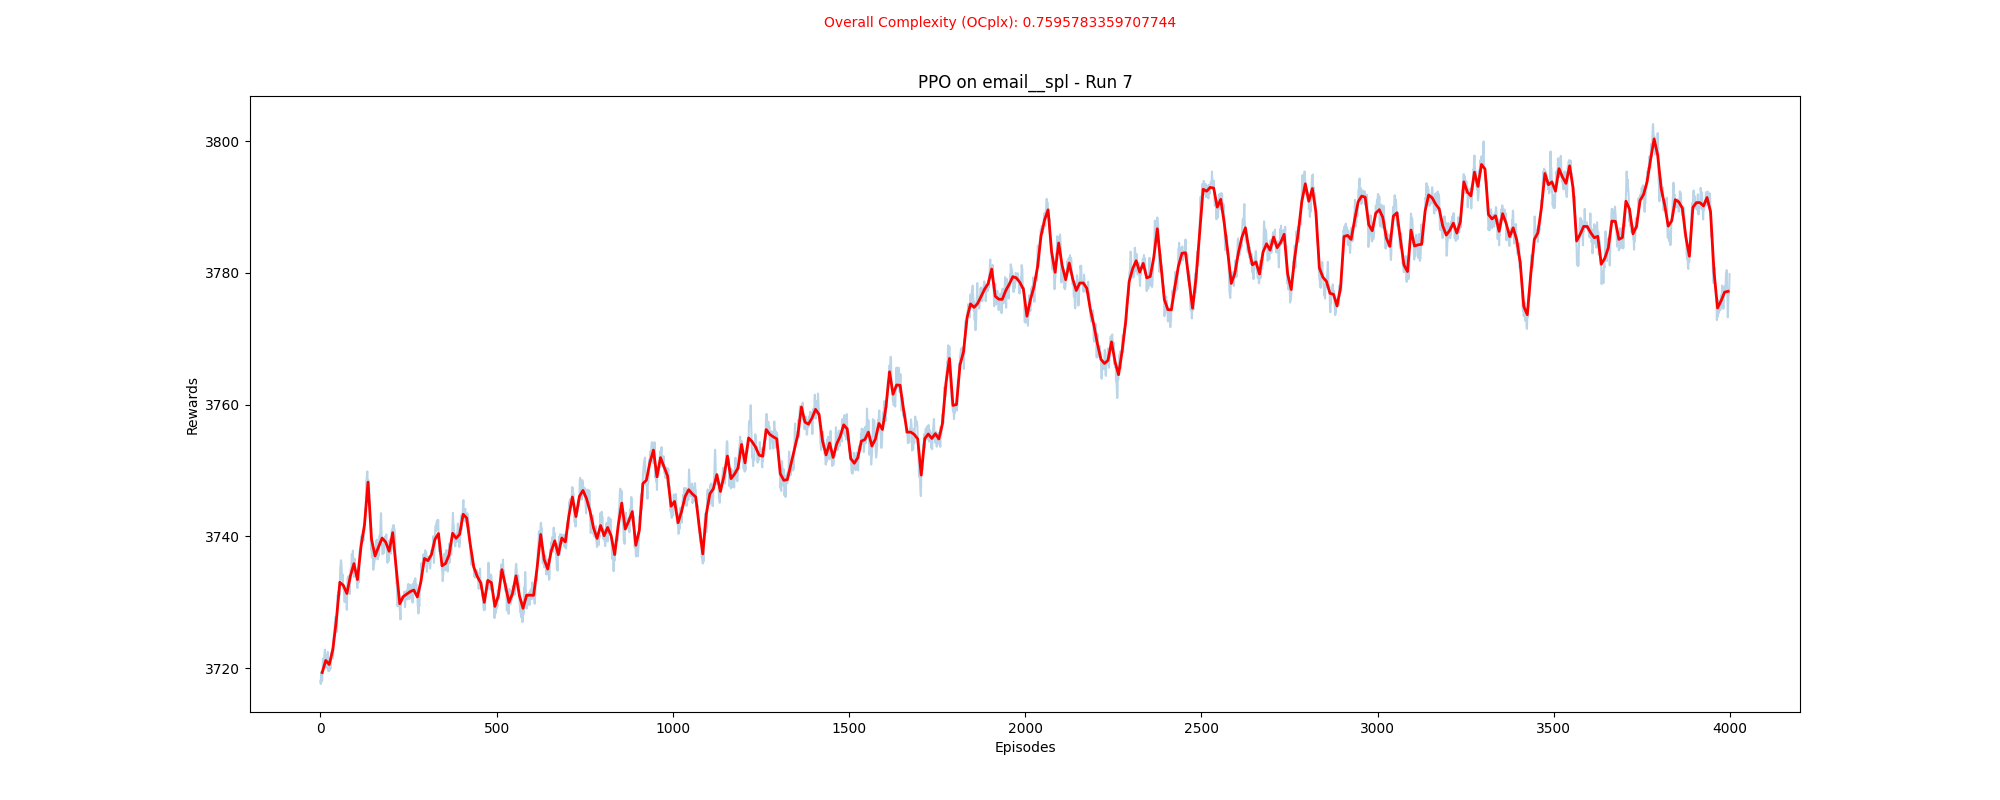 Overall Complexity (OCplx): 0.7595783359707744
PPO on email__spl - Run 7
3800
3780
3760
3740
3720
Rewards
0 500 1000 1500 2000 2500 3000 3500 4000
Episodes